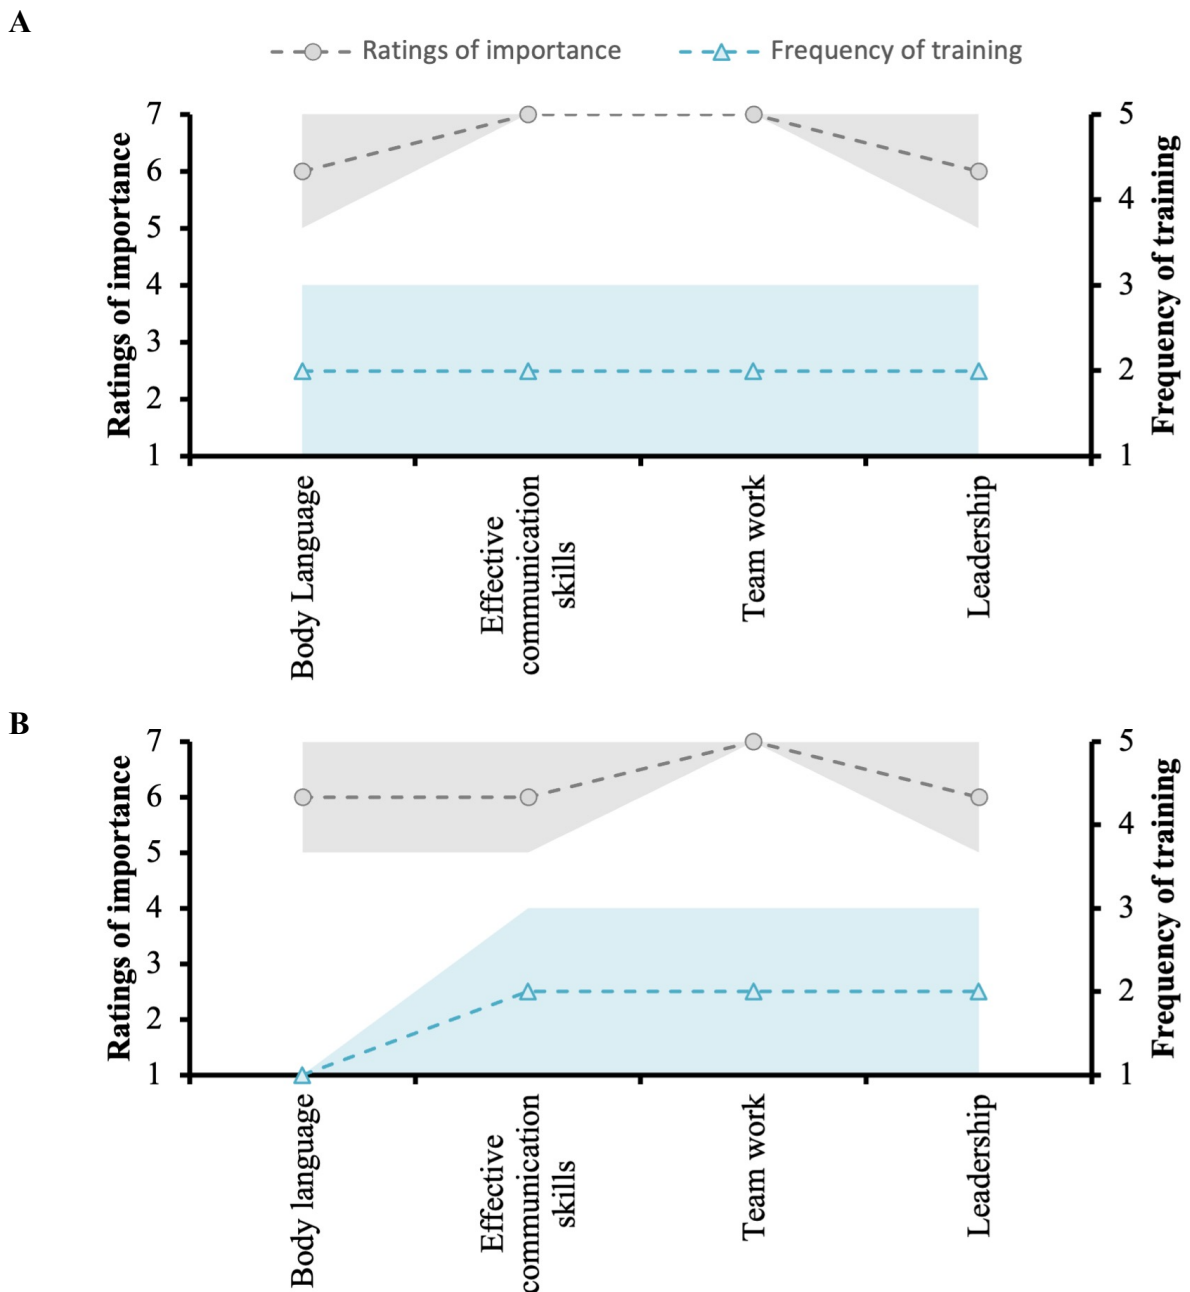 A
Ratings of importance
Frequency of training
7
6
5
4
3
2
1
Ratings of importance
5
4
3
2
1
Frequency of training
Body Language
Effective
communication
skills
Team work
Leadership
B
7
6
5
4
3
2
1
Ratings of importance
5
4
3
2
1
Frequency of training
Body language
Effective
communication
skills
Team work
Leadership